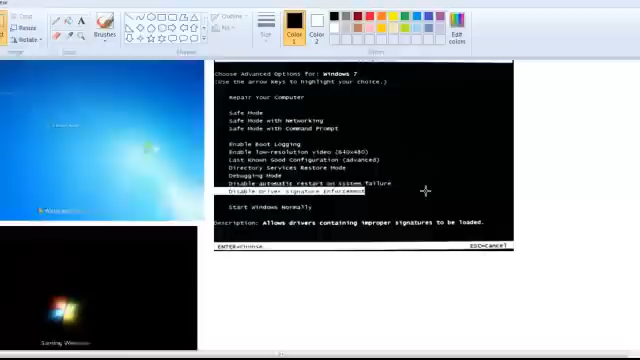 Crop
Resize
Rotate
Brushes
Shapes
Outline
Fill
Color 1
Color 2
Edit colors
Colors
Choose Advanced Options for: Windows 7
(Use the arrow keys to highlight your choice.)
Repair Your Computer
Safe Mode
Safe Mode with Networking
Safe Mode with Command Prompt
Enable Boot Logging
Enable low-resolution video (640x480)
Last Known Good Configuration (advanced)
Directory Services Restore Mode
Debugging Mode
Disable automatic restart on system failure
Disable Driver Signature Enforcement
Start Windows Normally
Description: Allows drivers containing improper signatures to be loaded.
ENTER=Choose
ESC=Cancel
Starting Windows